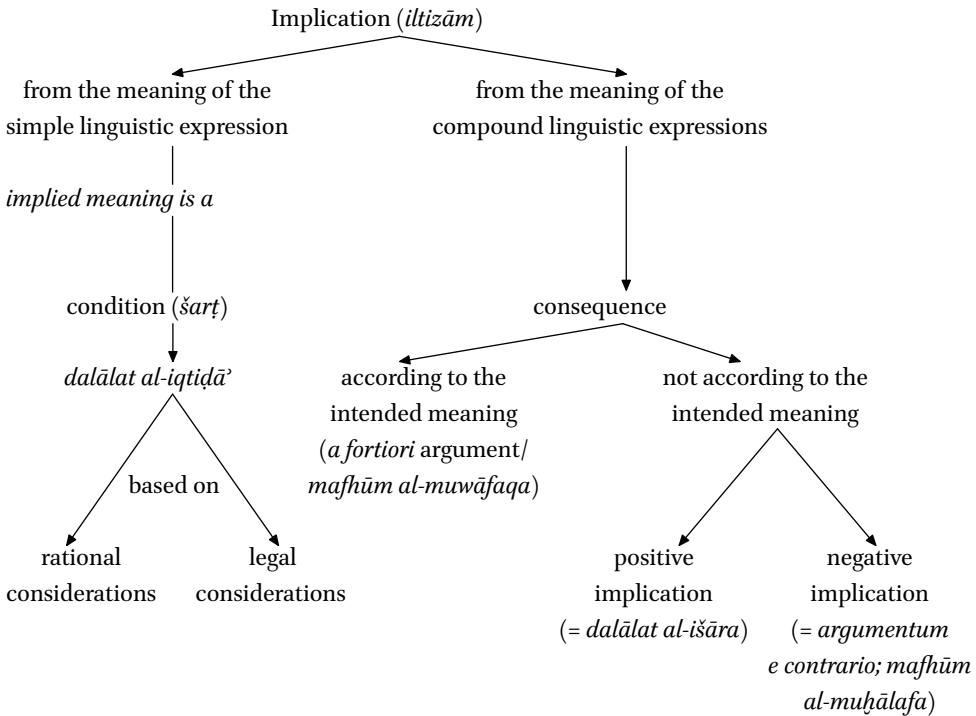 Implication (iltizām)
from the meaning of the
simple linguistic expression
from the meaning of the
compound linguistic expressions
implied meaning is a
condition (šarṭ)
consequence
dalālat al-iqtiḍāʾ
according to the
intended meaning
(a fortiori argument/
mafhūm al-muwāfaqa)
not according to the
intended meaning
based on
rational
considerations
legal
considerations
positive
implication
(= dalālat al-išāra)
negative
implication
(= argumentum
e contrario; mafhūm
al-muḫālafa)